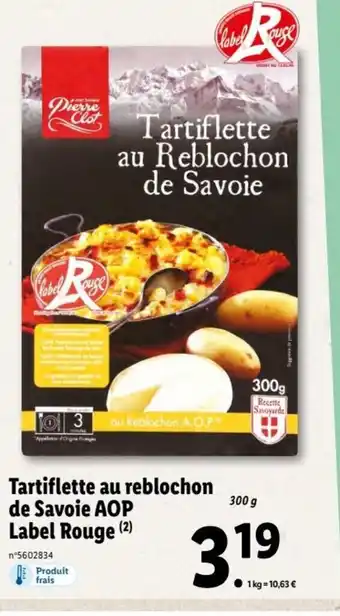 Label Rouge
Pierre
Clot
Tartiflette
au Reblochon
de Savoie
Label Rouge
300g
Recette
Savoyarde
3
minutes
au Reblochon A.O.P.
Tartiflette au reblochon
de Savoie AOP
Label Rouge (2)
300 g
n°5602834
Produit
frais
3.19
1 kg = 10,63 €